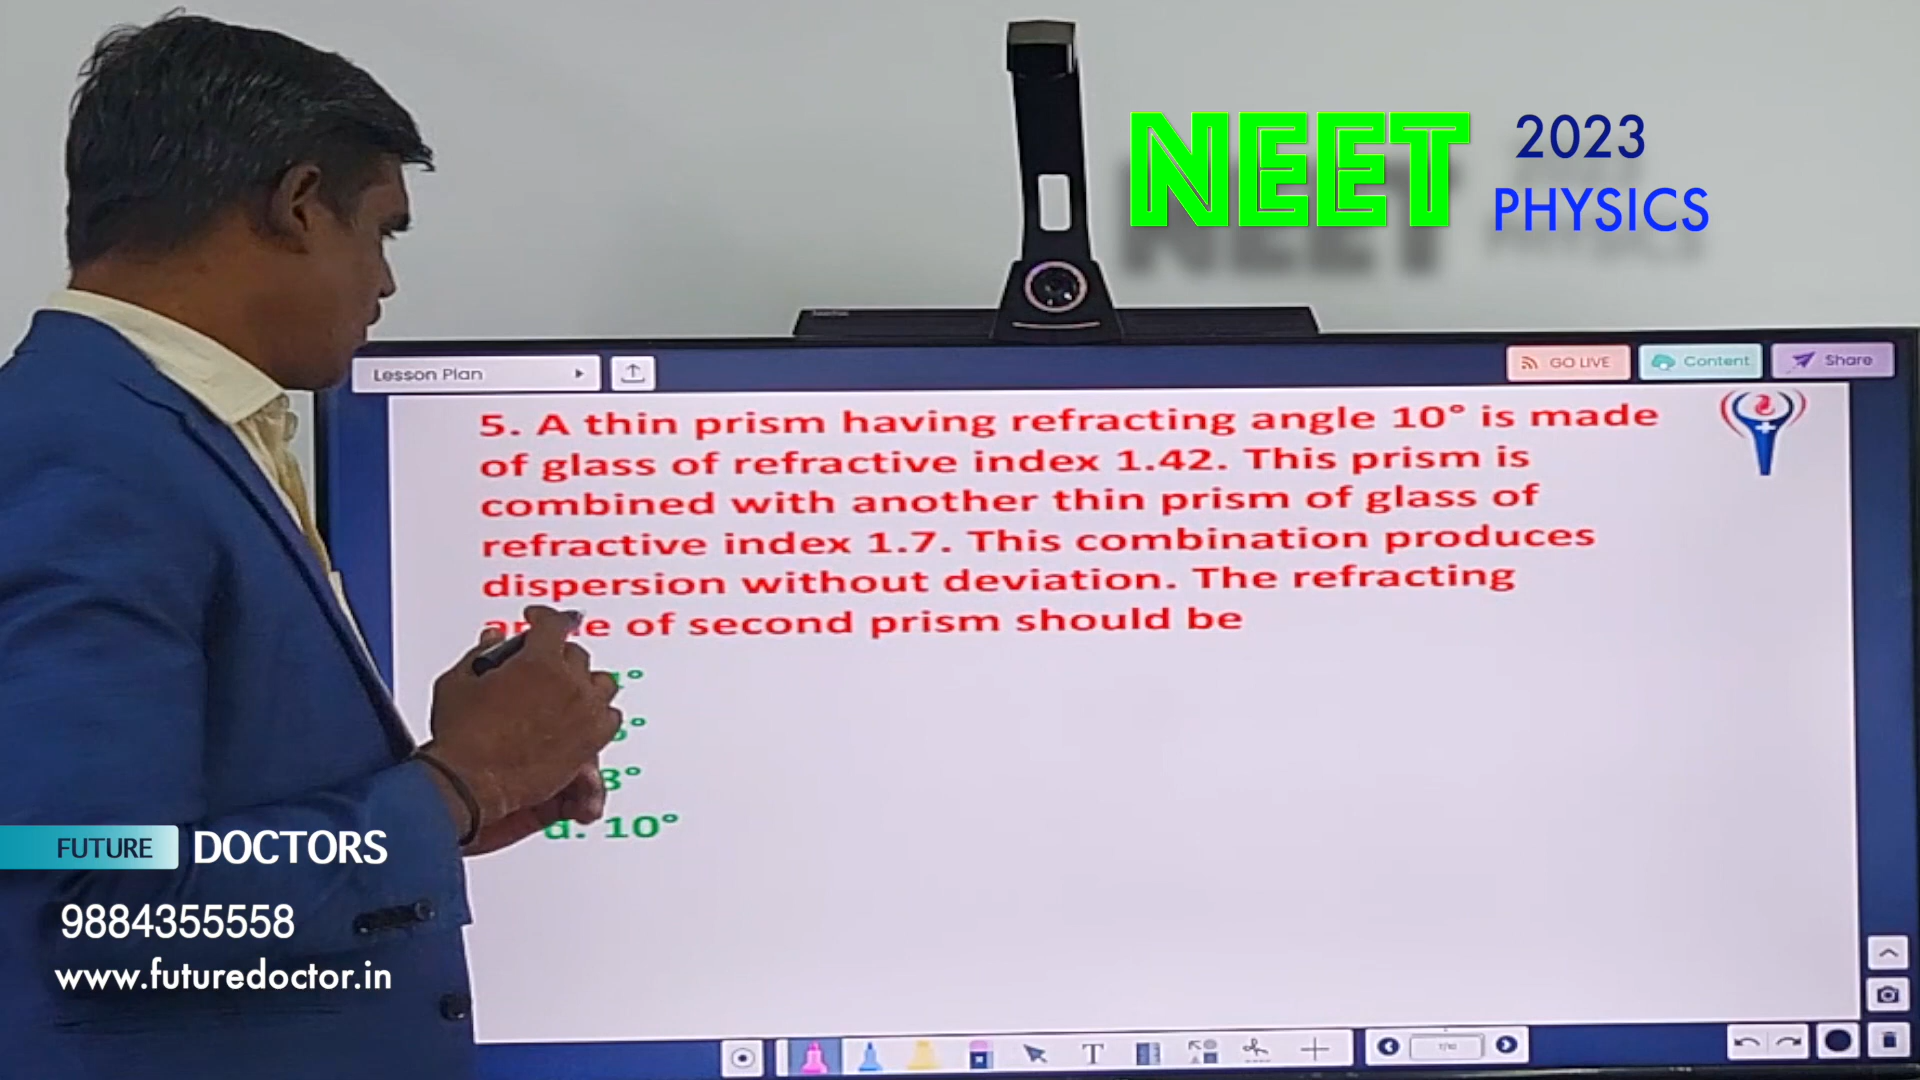 NEET
2023
PHYSICS
Lesson Plan
GO LIVE
Content
Share
5. A thin prism having refracting angle 10° is made
of glass of refractive index 1.42. This prism is
combined with another thin prism of glass of
refractive index 1.7. This combination produces
dispersion without deviation. The refracting
of second prism should be
d. 10°
FUTURE DOCTORS
9884355558
www.futuredoctor.in
T